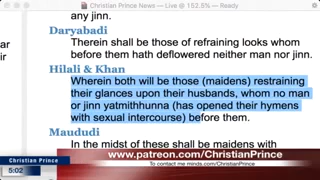 Christian Prince News — Live @ 152.8% — Ready
any jinn.
ar
ir
Daryabadi
Therein shall be those of refraining looks whom
before them hath deflowered neither man nor jinn.
Hilali & Khan
Wherein both will be those (maidens) restraining
their glances upon their husbands, whom no man
or jinn yatmithhunna (has opened their hymens
with sexual intercourse) before them.
Maududi
In the midst of these shall be maidens with
Christian Prince
5:02
www.patreon.com/ChristianPrince
To contact me minds.com/ChristianPrince